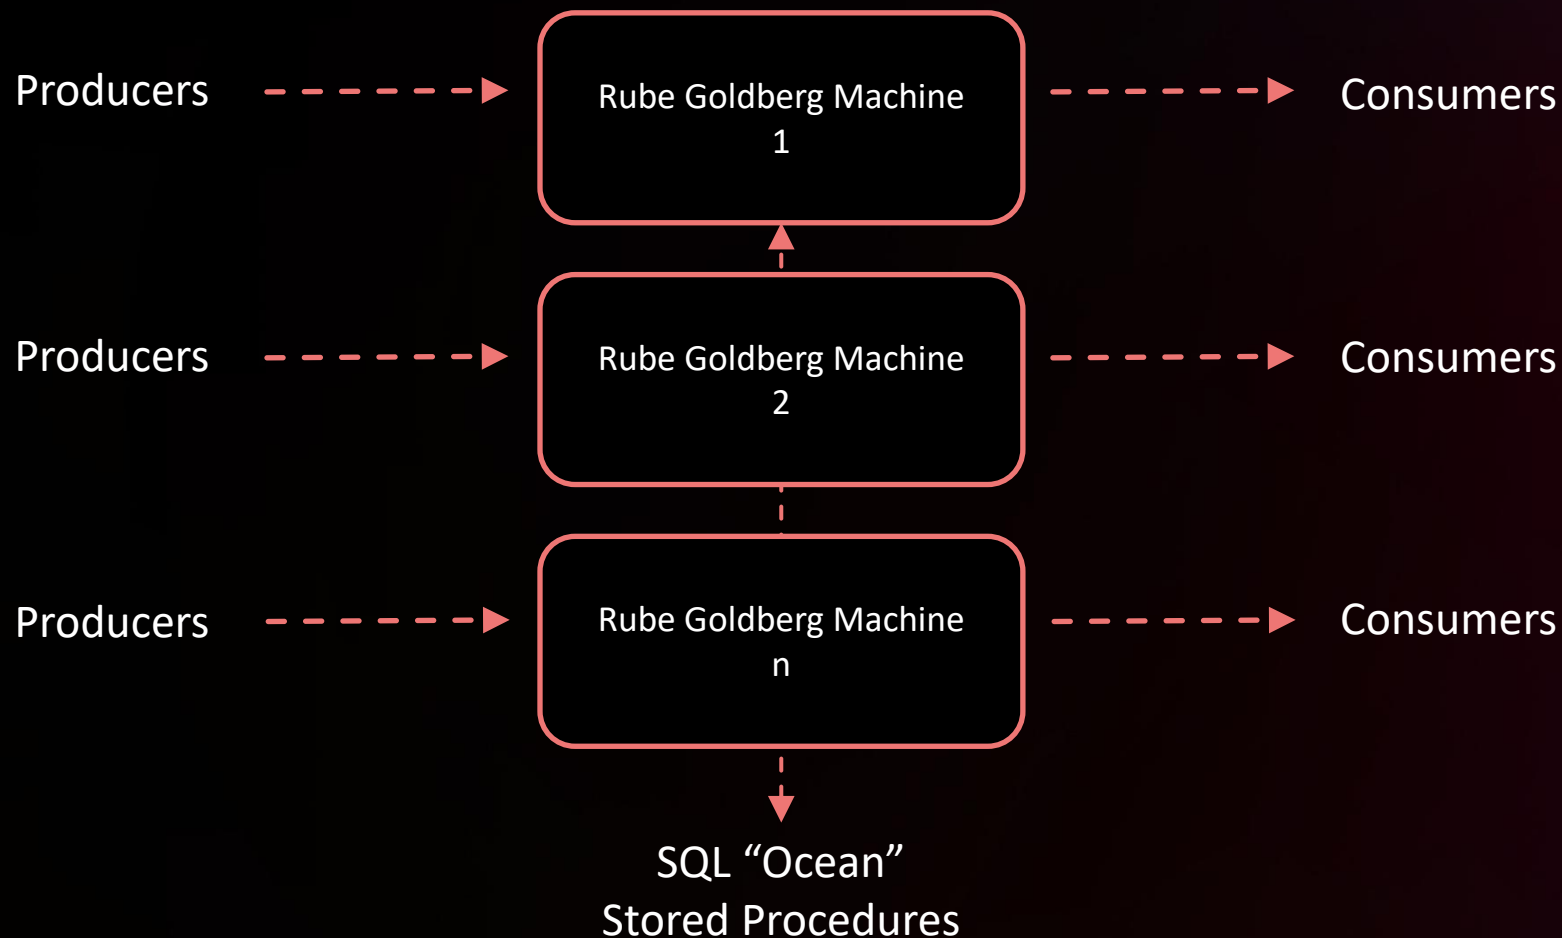 Producers
Rube Goldberg Machine
1
Consumers
Producers
Rube Goldberg Machine
2
Consumers
Producers
Rube Goldberg Machine
n
Consumers
SQL “Ocean”
Stored Procedures